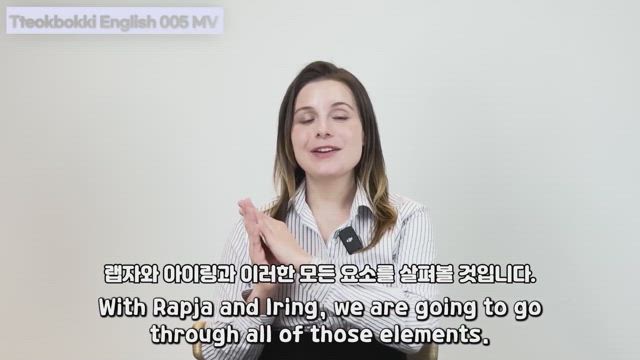 Tteokbokki English 005 MV
랩자와 아이링과 이러한 모든 요소를 살펴볼 것입니다.
With Rapja and Iring, we are going to go
through all of those elements.